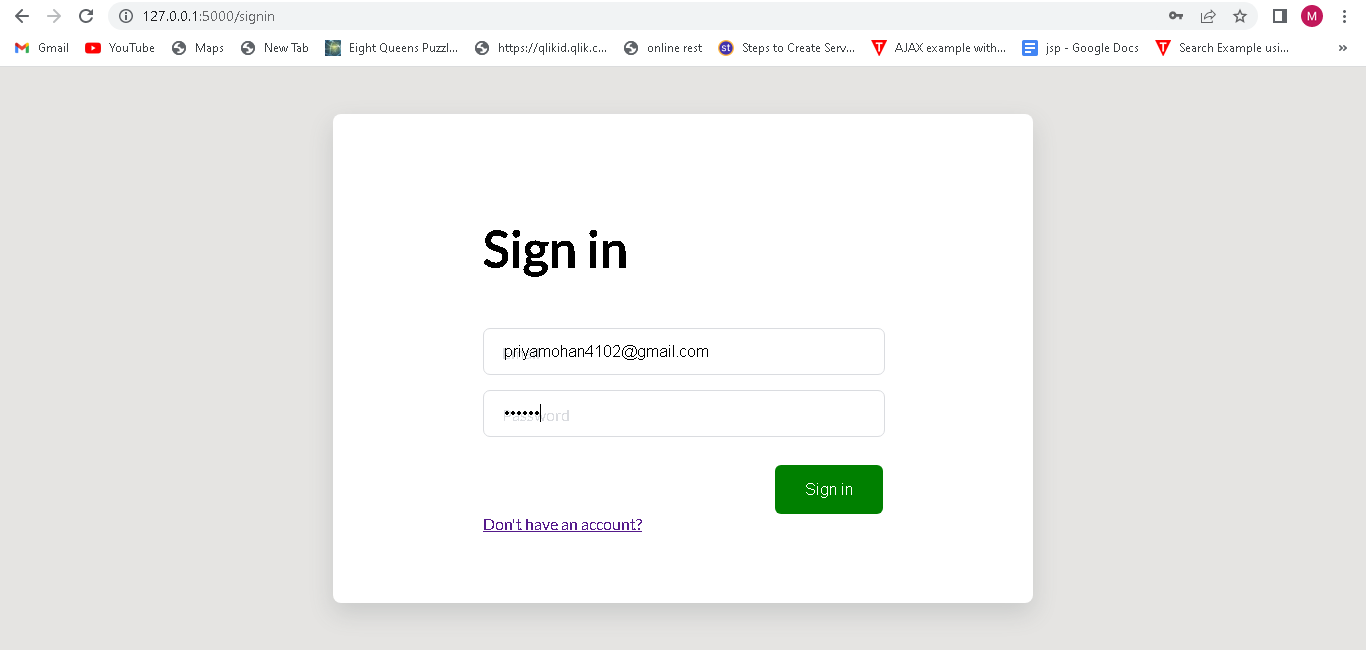 127.0.0.1:5000/signin
M
Gmail YouTube Maps New Tab Eight Queens Puzzl... https://qlikid.qlik.c... online rest st Steps to Create Serv... T AJAX example with... jsp - Google Docs T Search Example usi... »
Sign in
priyamohan4102@gmail.com
•••••• Password
Sign in
Don't have an account?